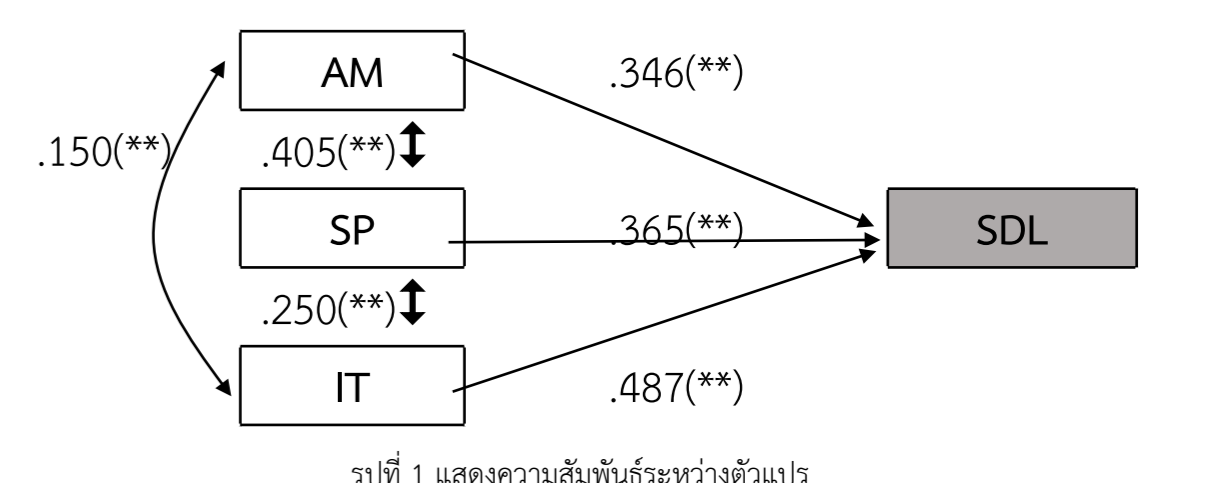 AM
.346(**)
.150(**)
.405(**)
SP
.365(**)
SDL
.250(**)
IT
.487(**)
รูปที่ 1 แสดงความสัมพันธ์ระหว่างตัวแปร